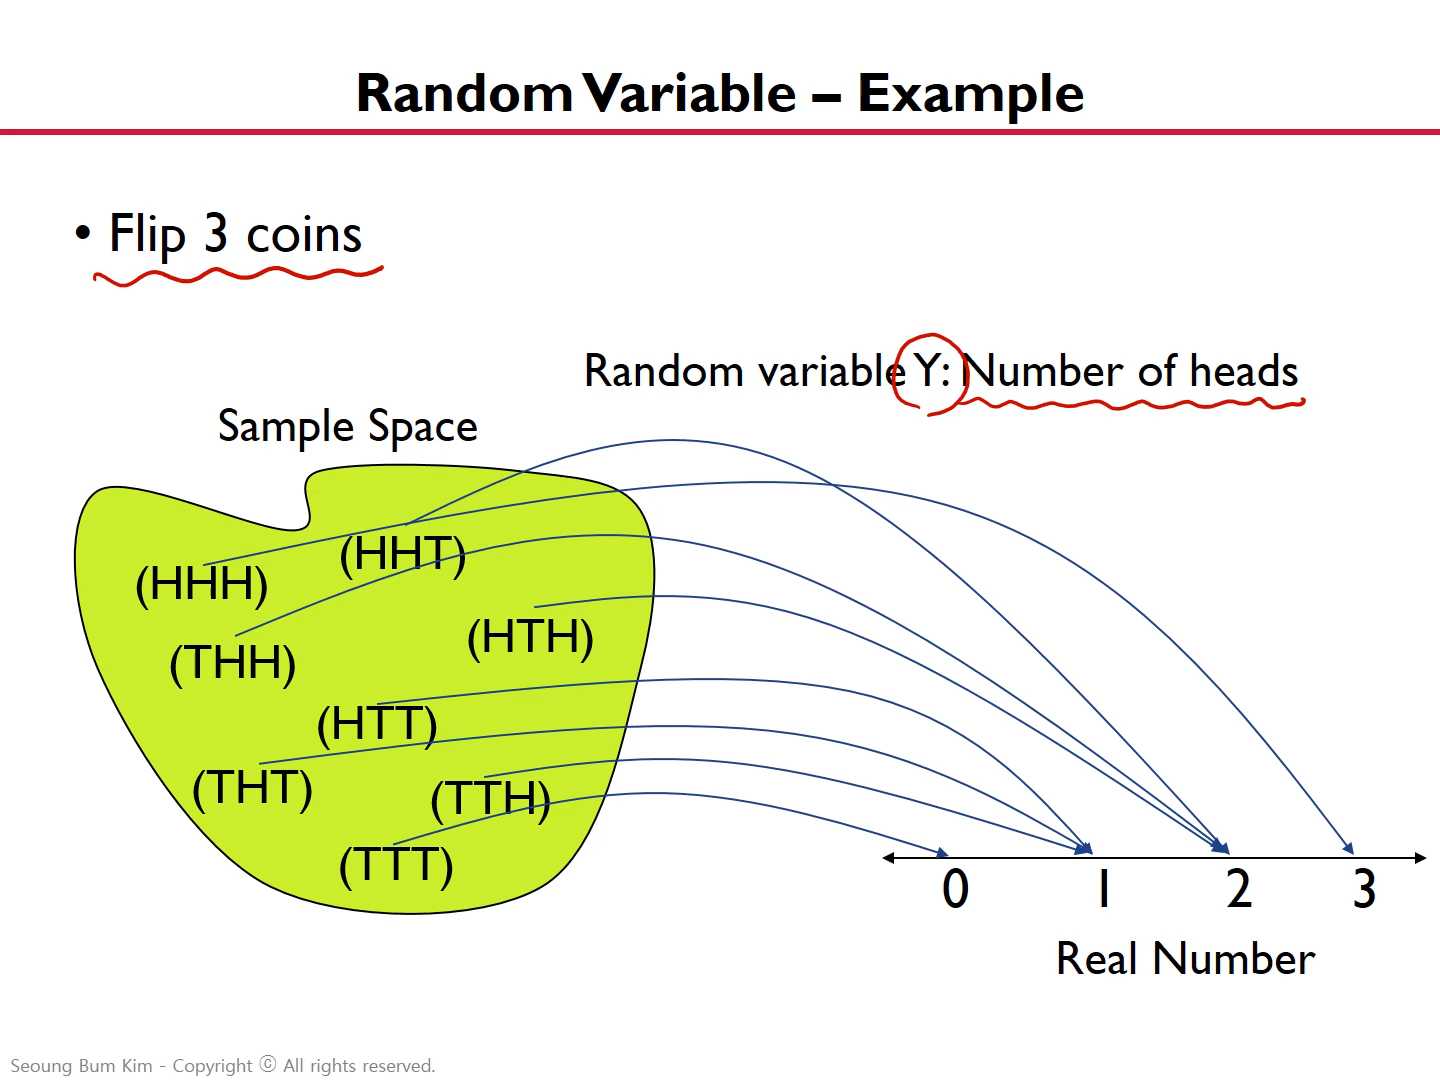 Random Variable – Example
• Flip 3 coins
Random variable Y: Number of heads
Sample Space
(HHT)
(HHH)
(HTH)
(THH)
(HTT)
(THT)
(TTH)
(TTT)
0 1 2 3
Real Number
Seoung Bum Kim - Copyright ⓒ All rights reserved.